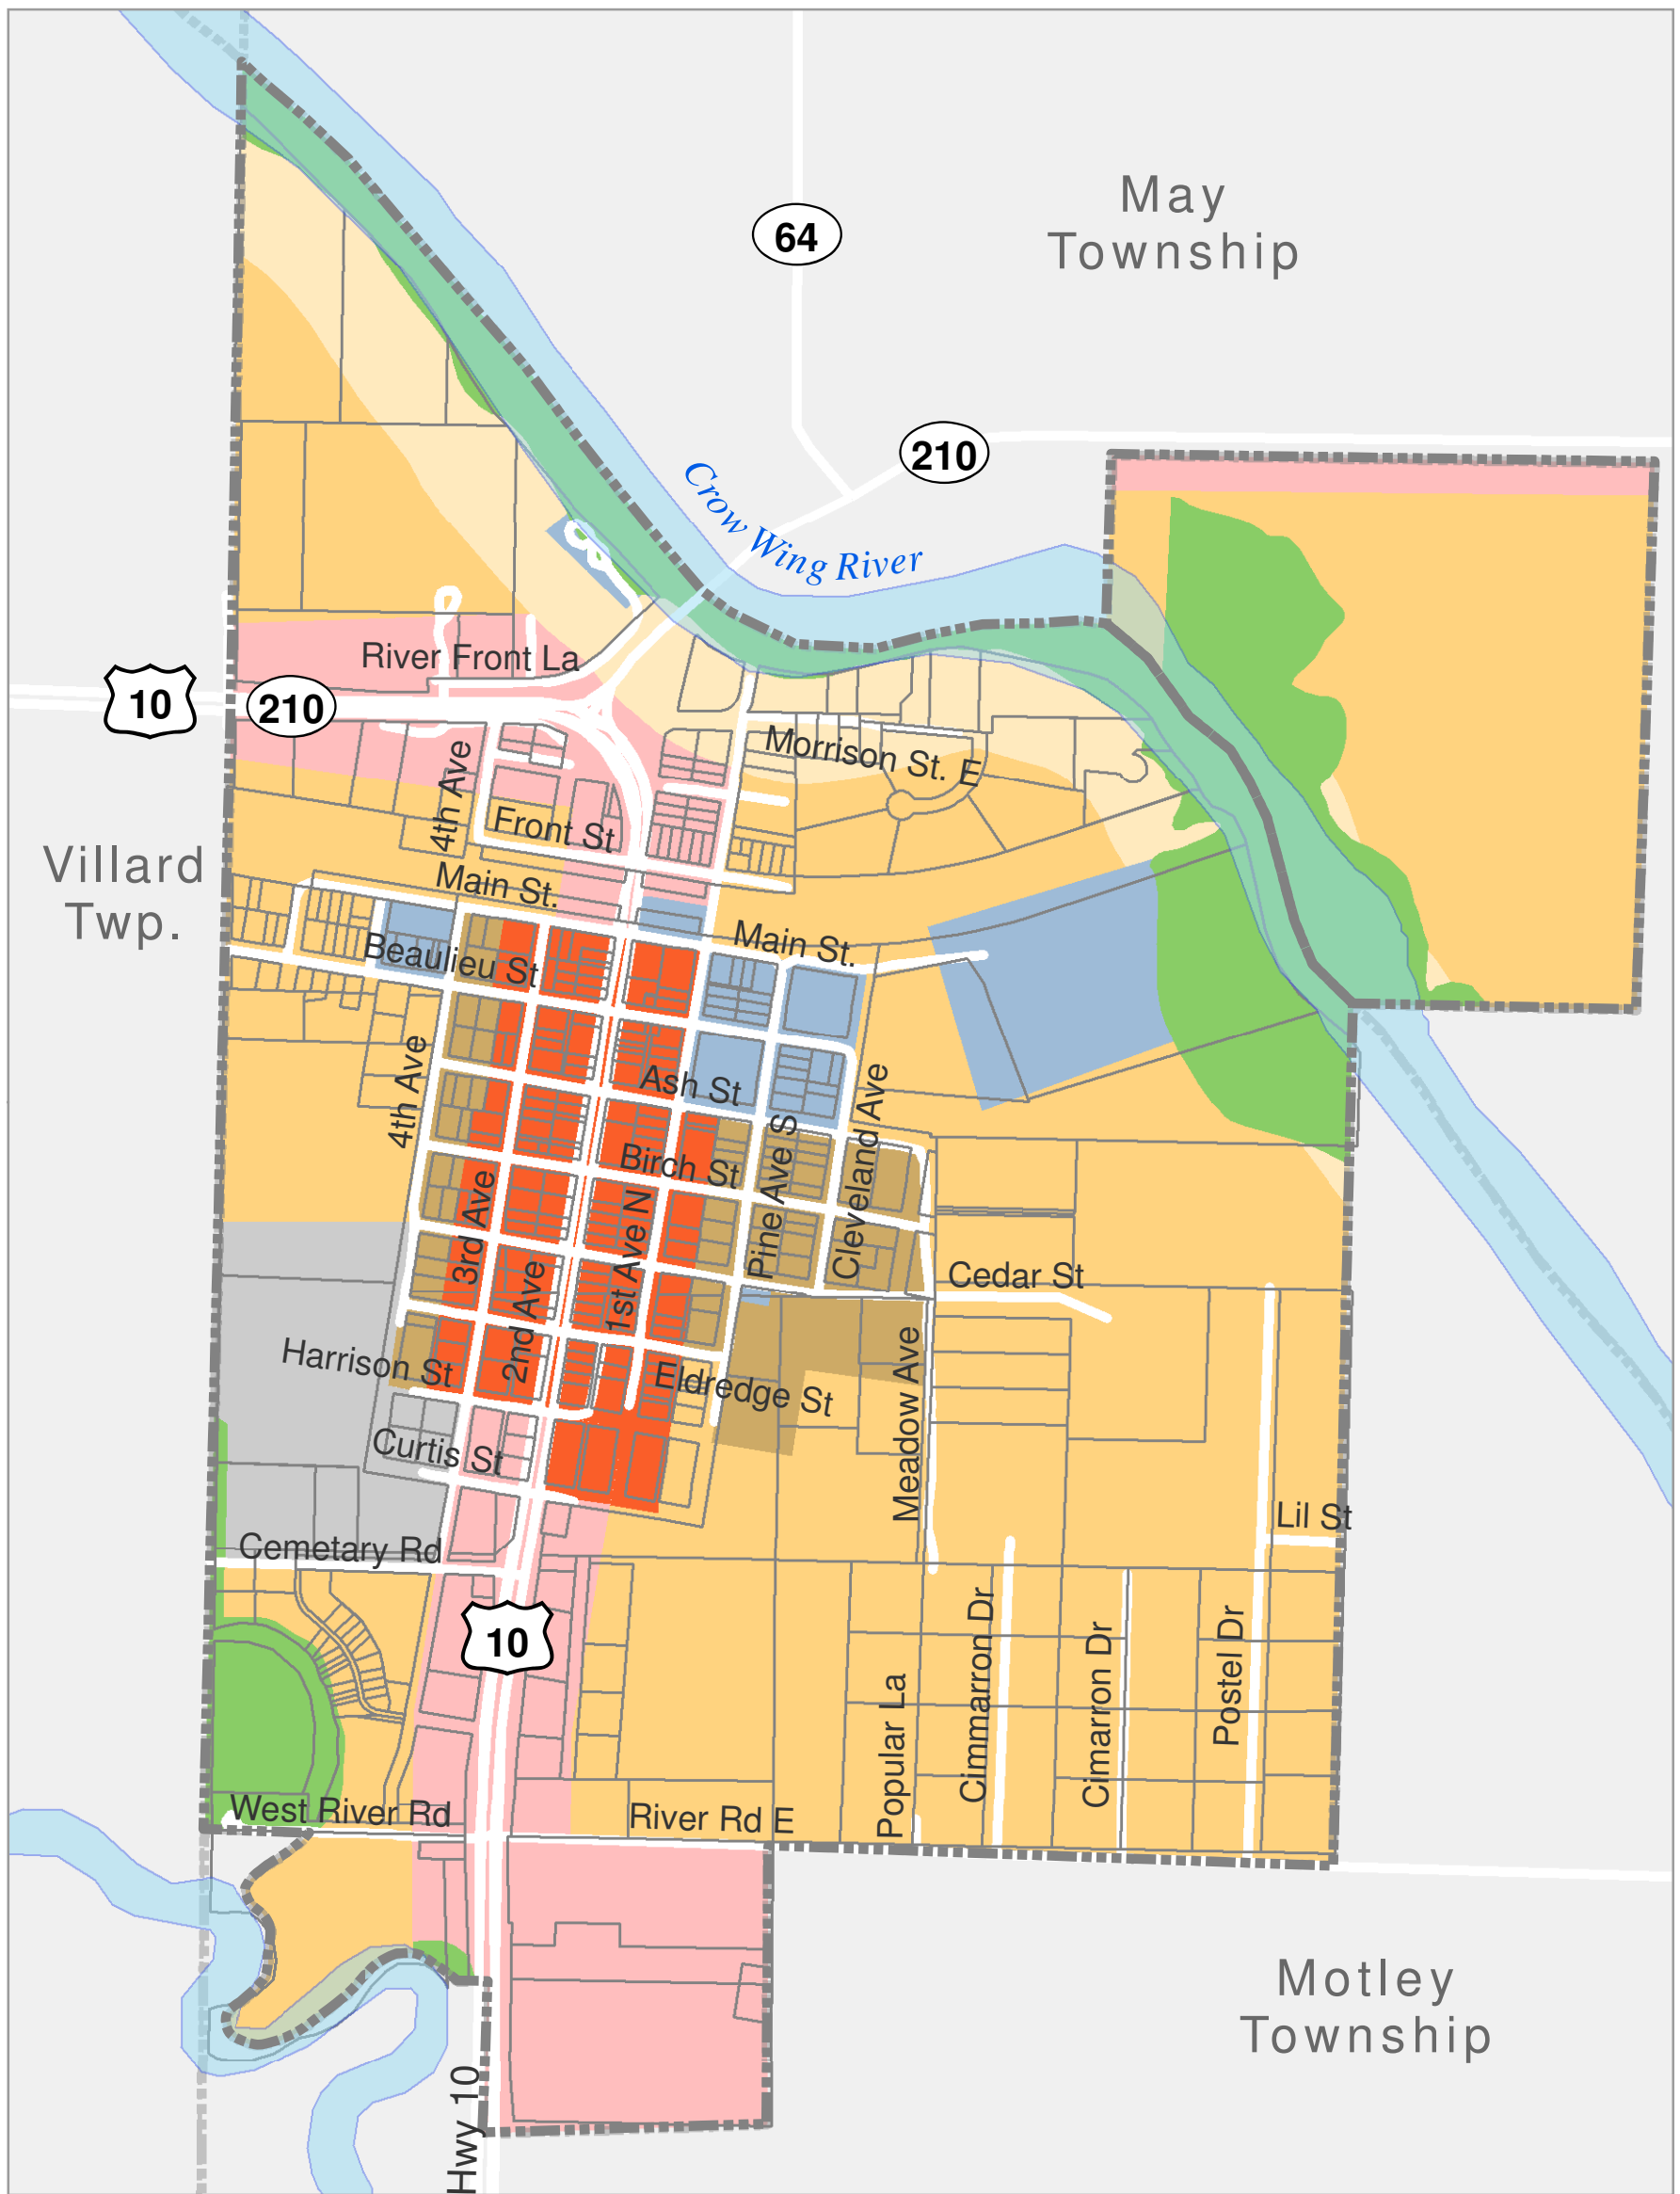 May
Township
64
210
Crow Wing River
River Front La
10
210
Morrison St. E
4th Ave
Front St
Villard
Twp.
Main St.
Main St.
Beaulieu St
4th Ave
Ash St
Cleveland Ave
Birch St
Pine Ave S
3rd Ave
1st Ave N
2nd Ave
Cedar St
Harrison St
Eldredge St
Meadow Ave
Curtis St
Lil St
Cemetary Rd
10
Cimmarron Dr
Cimarron Dr
Postel Dr
Popular La
West River Rd
River Rd E
Motley
Township
Hwy 10